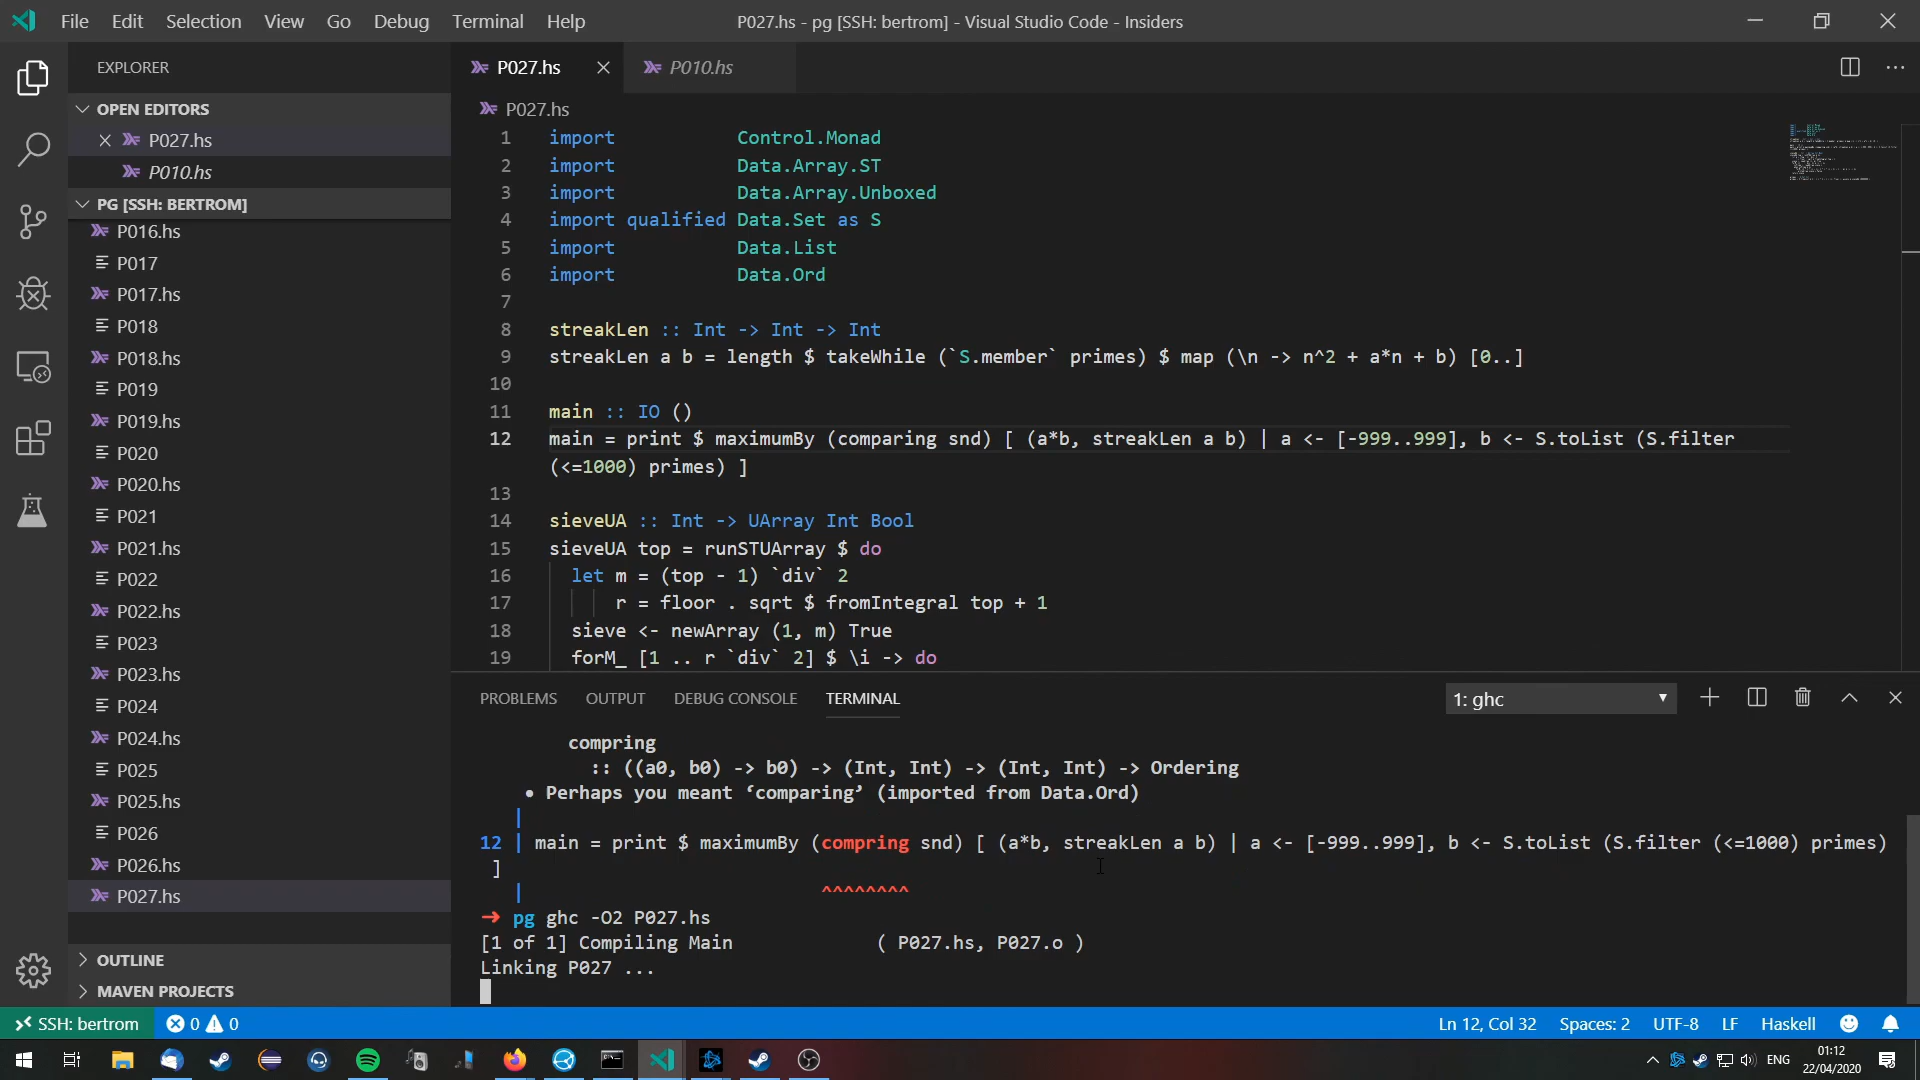 File Edit Selection View Go Debug Terminal Help
P027.hs - pg [SSH: bertrom] - Visual Studio Code - Insiders
EXPLORER
OPEN EDITORS
P027.hs
P010.hs
PG [SSH: BERTROM]
P016.hs
P017
P017.hs
P018
P018.hs
P019
P019.hs
P020
P020.hs
P021
P021.hs
P022
P022.hs
P023
P023.hs
P024
P024.hs
P025
P025.hs
P026
P026.hs
P027.hs
OUTLINE
MAVEN PROJECTS
P027.hs P010.hs
P027.hs
1 import Control.Monad
2 import Data.Array.ST
3 import Data.Array.Unboxed
4 import qualified Data.Set as S
5 import Data.List
6 import Data.Ord
7
8 streakLen :: Int -> Int -> Int
9 streakLen a b = length $ takeWhile (`S.member` primes) $ map (\n -> n^2 + a*n + b) [0..]
10
11 main :: IO ()
12 main = print $ maximumBy (comparing snd) [ (a*b, streakLen a b) | a <- [-999..999], b <- S.toList (S.filter
(<=1000) primes) ]
13
14 sieveUA :: Int -> UArray Int Bool
15 sieveUA top = runSTUArray $ do
16 let m = (top - 1) `div` 2
17 r = floor . sqrt $ fromIntegral top + 1
18 sieve <- newArray (1, m) True
19 forM_ [1 .. r `div` 2] $ \i -> do
PROBLEMS OUTPUT DEBUG CONSOLE TERMINAL
1: ghc
compring
:: ((a0, b0) -> b0) -> (Int, Int) -> (Int, Int) -> Ordering
• Perhaps you meant ‘comparing’ (imported from Data.Ord)
|
12 | main = print $ maximumBy (compring snd) [ (a*b, streakLen a b) | a <- [-999..999], b <- S.toList (S.filter (<=1000) primes)
]
| ^^^^^^^^
➜ pg ghc -O2 P027.hs
[1 of 1] Compiling Main ( P027.hs, P027.o )
Linking P027 ...
SSH: bertrom 0 0
Ln 12, Col 32 Spaces: 2 UTF-8 LF Haskell
ENG
01:12
22/04/2020